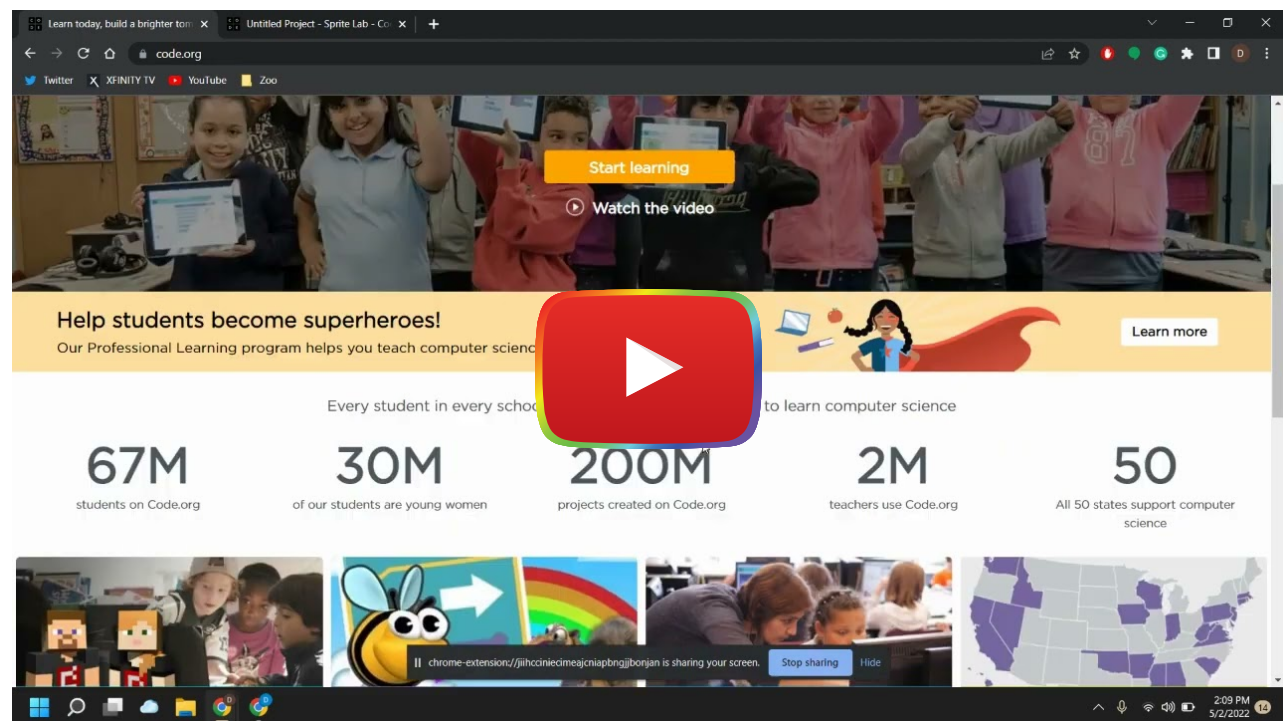 Learn today, build a brighter tom
Untitled Project - Sprite Lab - Co
code.org
D
Twitter
XFINITY TV
YouTube
Zoo
Start learning
Watch the video
Help students become superheroes!
Our Professional Learning program helps you teach computer scienc
Learn more
Every student in every schoo to learn computer science
67M
30M
200M
2M
50
students on Code.org
of our students are young women
projects created on Code.org
teachers use Code.org
All 50 states support computer
science
chrome-extension://jiihcciniecimeajcniapbngjjbonjan is sharing your screen.
Stop sharing
Hide
2:09 PM
5/2/2022
14